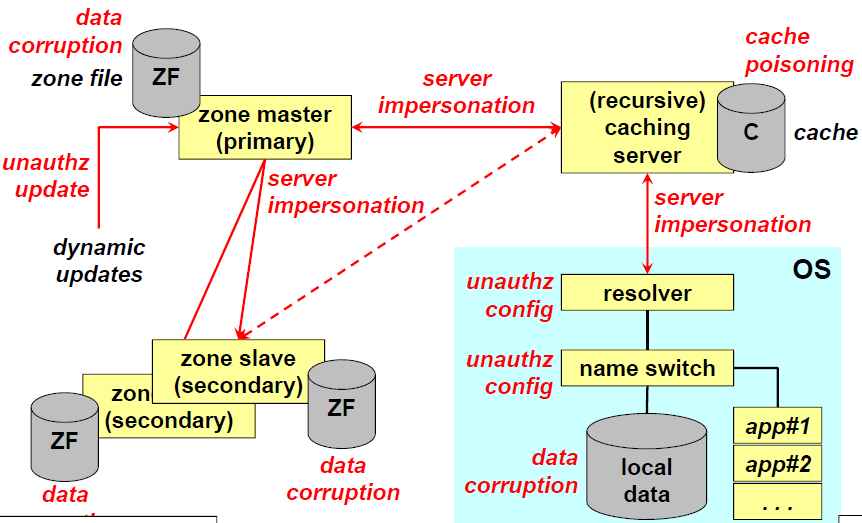 data
corruption
zone file
ZF
zone master
(primary)
unauthz
update
dynamic
updates
server
impersonation
server
impersonation
(recursive)
caching
server
cache
poisoning
C
cache
server
impersonation
OS
unauthz
config
resolver
unauthz
config
name switch
data
corruption
local
data
app#1
app#2
. . .
zone slave
(secondary)
ZF
data
corruption
(secondary)
ZF
data